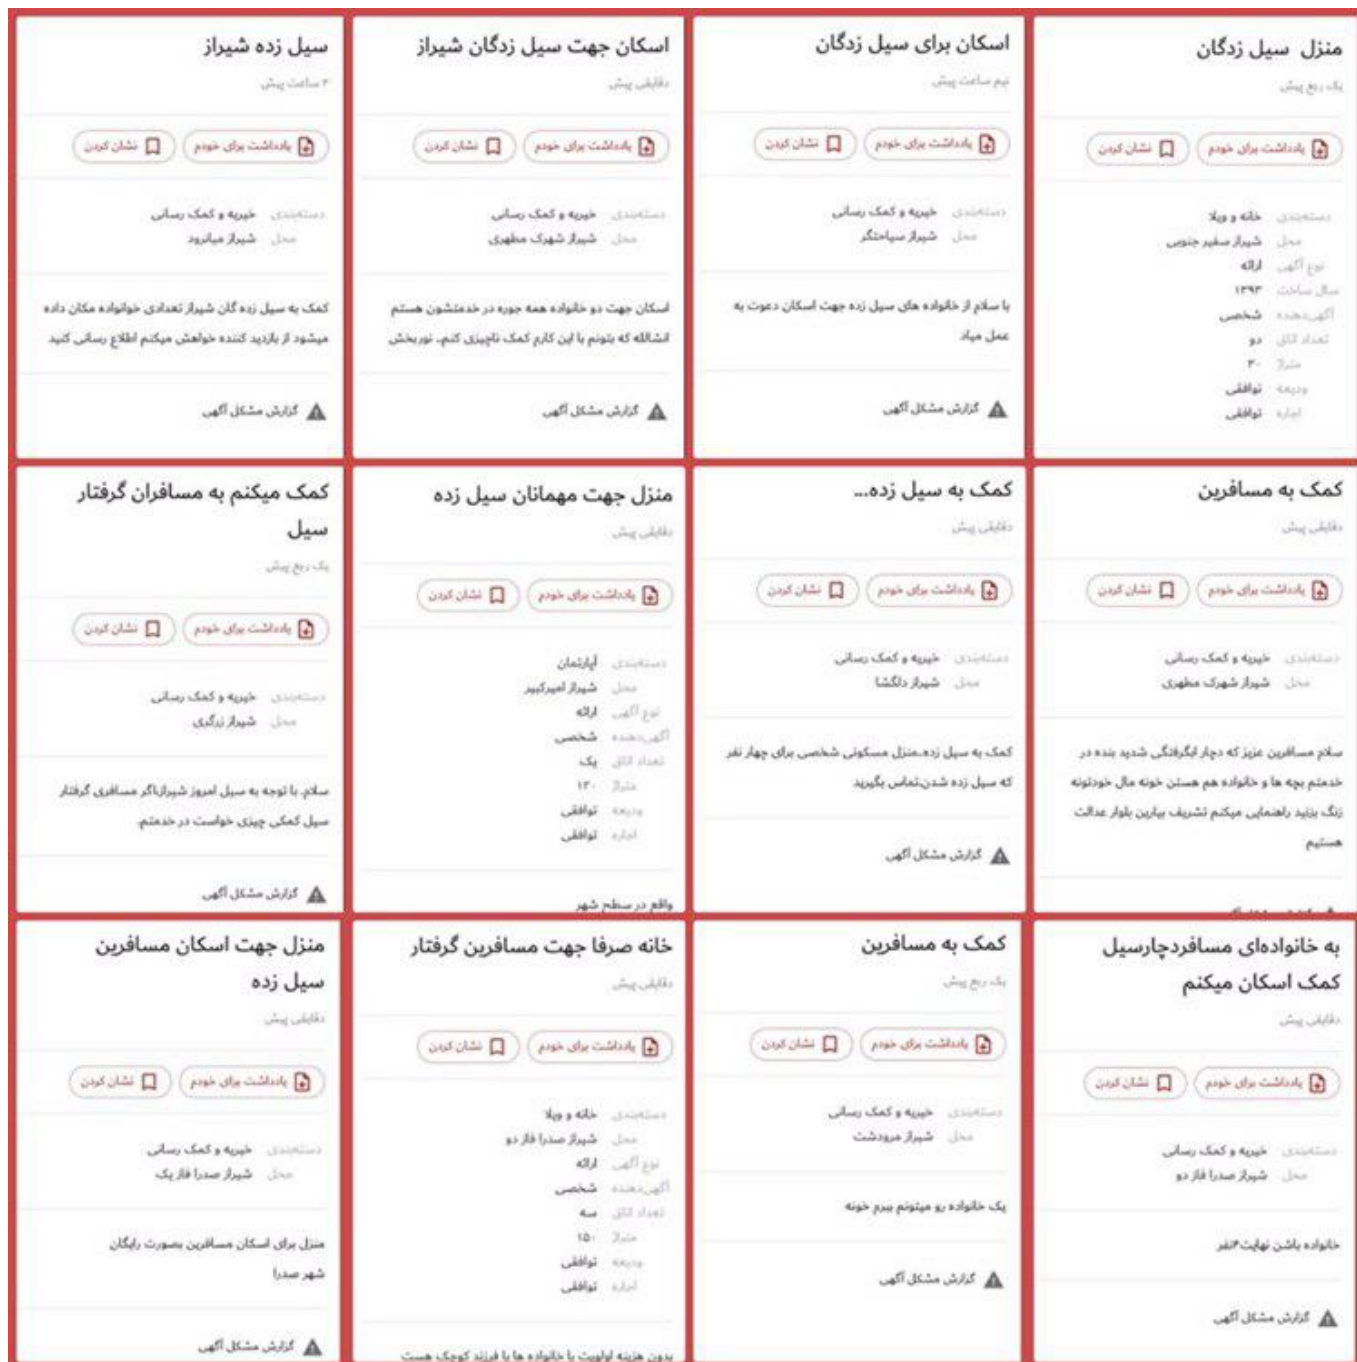 منزل سیل زدگان
یک ربع پیش
یادداشت برای خودم
نشان کردن
دسته‌بندی خانه و ویلا
محل شیراز سفیر جنوبی
نوع آگهی ارائه
سال ساخت ۱۳۹۳
آگهی‌دهنده شخصی
تعداد اتاق دو
متراژ ۳۰
ودیعه توافقی
اجاره توافقی
اسکان برای سیل زدگان
نیم ساعت پیش
یادداشت برای خودم
نشان کردن
دسته‌بندی خیریه و کمک رسانی
محل شیراز سیاحتگر
با سلام از خانواده های سیل زده جهت اسکان دعوت به
عمل میاد
گزارش مشکل آگهی
اسکان جهت سیل زدگان شیراز
دقایقی پیش
یادداشت برای خودم
نشان کردن
دسته‌بندی خیریه و کمک رسانی
محل شیراز شهرک مطهری
اسکان جهت دو خانواده همه جوره در خدمتشون هستم
انشالله که بتونم با این کارم کمک ناچیزی کنم.. نوربخش
گزارش مشکل آگهی
سیل زده شیراز
۲ ساعت پیش
یادداشت برای خودم
نشان کردن
دسته‌بندی خیریه و کمک رسانی
محل شیراز میانرود
کمک به سیل زده گان شیراز تعدادی خوانواده مکان داده
میشود از بازدید کننده خواهش میکنم اطلاع رسانی کنید
گزارش مشکل آگهی
کمک به مسافرین
دقایقی پیش
یادداشت برای خودم
نشان کردن
دسته‌بندی خیریه و کمک رسانی
محل شیراز شهرک مطهری
سلام مسافرین عزیز که دچار ابگرفتگی شدید بنده در
خدمتم بچه ها و خانواده هم هستن خونه مال خودتونه
زنگ بزنید راهنمایی میکنم تشریف بیارین بلوار عدالت
هستیم
کمک به سیل زده...
دقایقی پیش
یادداشت برای خودم
نشان کردن
دسته‌بندی خیریه و کمک رسانی
محل شیراز دلگشا
کمک به سیل زده.منزل مسکونی شخصی برای چهار نفر
که سیل زده شدن.تماس بگیرید
گزارش مشکل آگهی
منزل جهت مهمانان سیل زده
دقایقی پیش
یادداشت برای خودم
نشان کردن
دسته‌بندی آپارتمان
محل شیراز امیرکبیر
نوع آگهی ارائه
آگهی‌دهنده شخصی
تعداد اتاق یک
متراژ ۱۳۰
ودیعه توافقی
اجاره توافقی
واقع در سطح شهر
کمک میکنم به مسافران گرفتار
سیل
یک ربع پیش
یادداشت برای خودم
نشان کردن
دسته‌بندی خیریه و کمک رسانی
محل شیراز زرگری
سلام. با توجه به سیل امروز شیراز.اگر مسافری گرفتار
سیل کمکی چیزی خواست در خدمتم.
گزارش مشکل آگهی
به خانواده‌ای مسافردچارسیل
کمک اسکان میکنم
دقایقی پیش
یادداشت برای خودم
نشان کردن
دسته‌بندی خیریه و کمک رسانی
محل شیراز صدرا فاز دو
خانواده باشن نهایت۴نفر
گزارش مشکل آگهی
کمک به مسافرین
یک ربع پیش
یادداشت برای خودم
نشان کردن
دسته‌بندی خیریه و کمک رسانی
محل شیراز مرودشت
یک خانواده رو میتونم ببرم خونه
گزارش مشکل آگهی
خانه صرفا جهت مسافرین گرفتار
دقایقی پیش
یادداشت برای خودم
نشان کردن
دسته‌بندی خانه و ویلا
محل شیراز صدرا فاز دو
نوع آگهی ارائه
آگهی‌دهنده شخصی
تعداد اتاق سه
متراژ ۱۵۰
ودیعه توافقی
اجاره توافقی
بدون هزینه اولویت با خانواده ها با فرزند کوچک هست
منزل جهت اسکان مسافرین
سیل زده
دقایقی پیش
یادداشت برای خودم
نشان کردن
دسته‌بندی خیریه و کمک رسانی
محل شیراز صدرا فاز یک
منزل برای اسکان مسافرین بصورت رایگان
شهر صدرا
گزارش مشکل آگهی